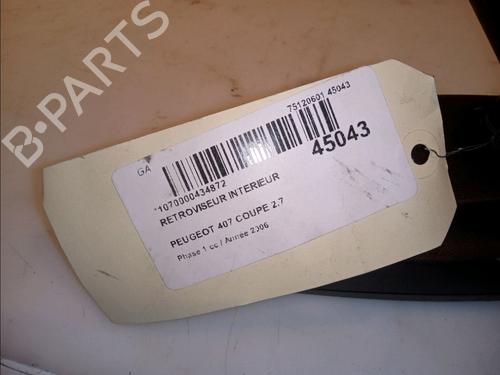 B-PARTS
75120601 45043
GA
45043
*1070000434872
RETROVISEUR INTERIEUR
PEUGEOT 407 COUPE 2.7
Phase 1 cc / Année 2006